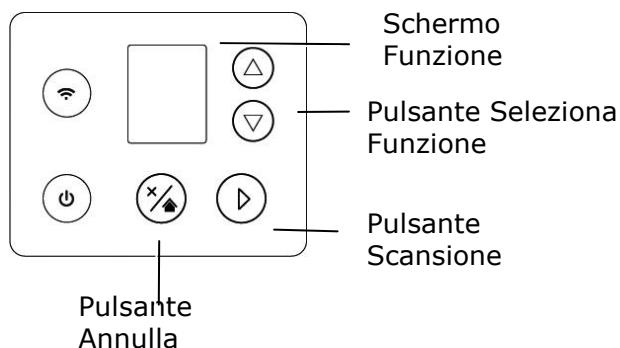 Schermo
Funzione
Pulsante Seleziona
Funzione
Pulsante
Scansione
Pulsante
Annulla